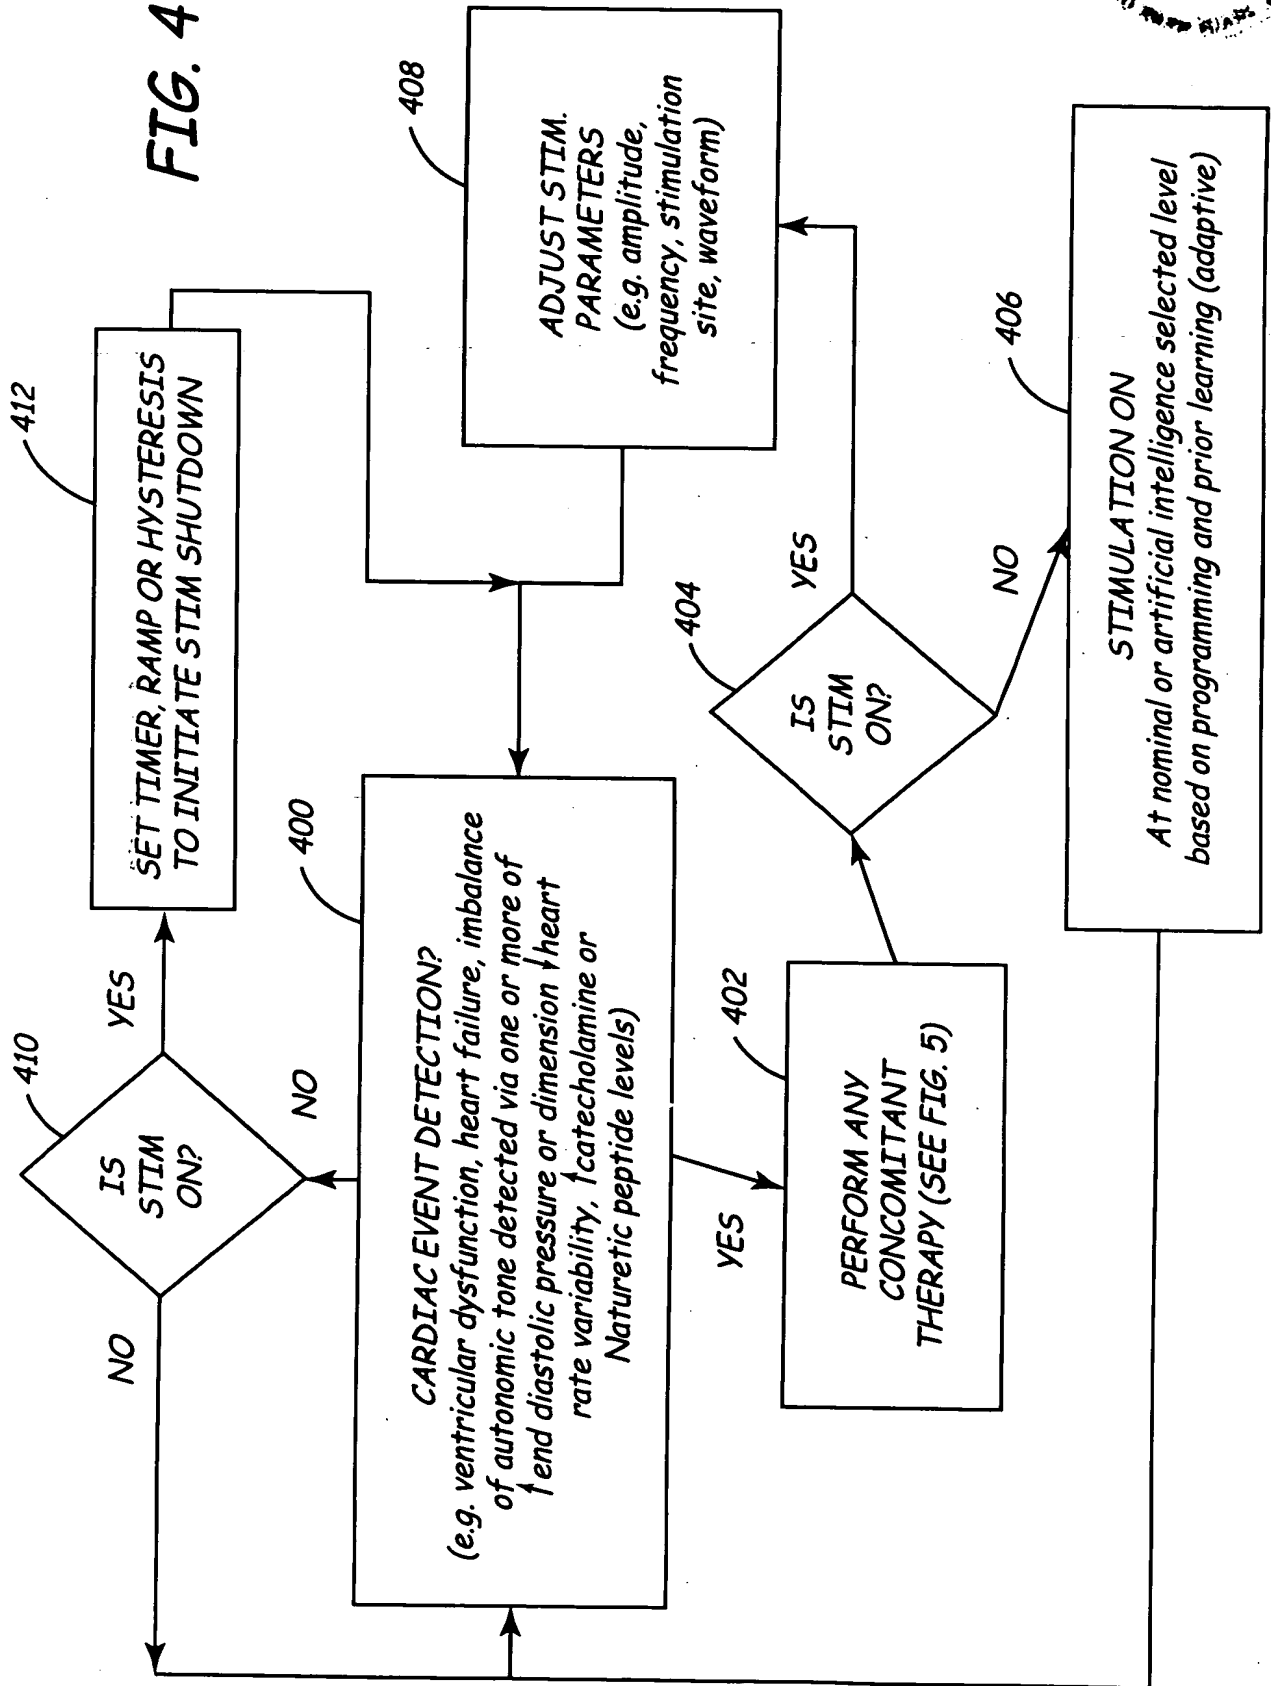 FIG. 4
410
IS
STIM
ON?
NO
YES
412
SET TIMER, RAMP OR HYSTERESIS
TO INITIATE STIM SHUTDOWN
NO
400
CARDIAC EVENT DETECTION?
(e.g. ventricular dysfunction, heart failure, imbalance
of autonomic tone detected via one or more of
↑end diastolic pressure or dimension ↓heart
rate variability, ↑catecholamine or
Naturetic peptide levels)
YES
402
PERFORM ANY
CONCOMITANT
THERAPY (SEE FIG. 5)
404
IS
STIM
ON?
YES
408
ADJUST STIM.
PARAMETERS
(e.g. amplitude,
frequency, stimulation
site, waveform)
NO
406
STIMULATION ON
At nominal or artificial intelligence selected level
based on programming and prior learning (adaptive)